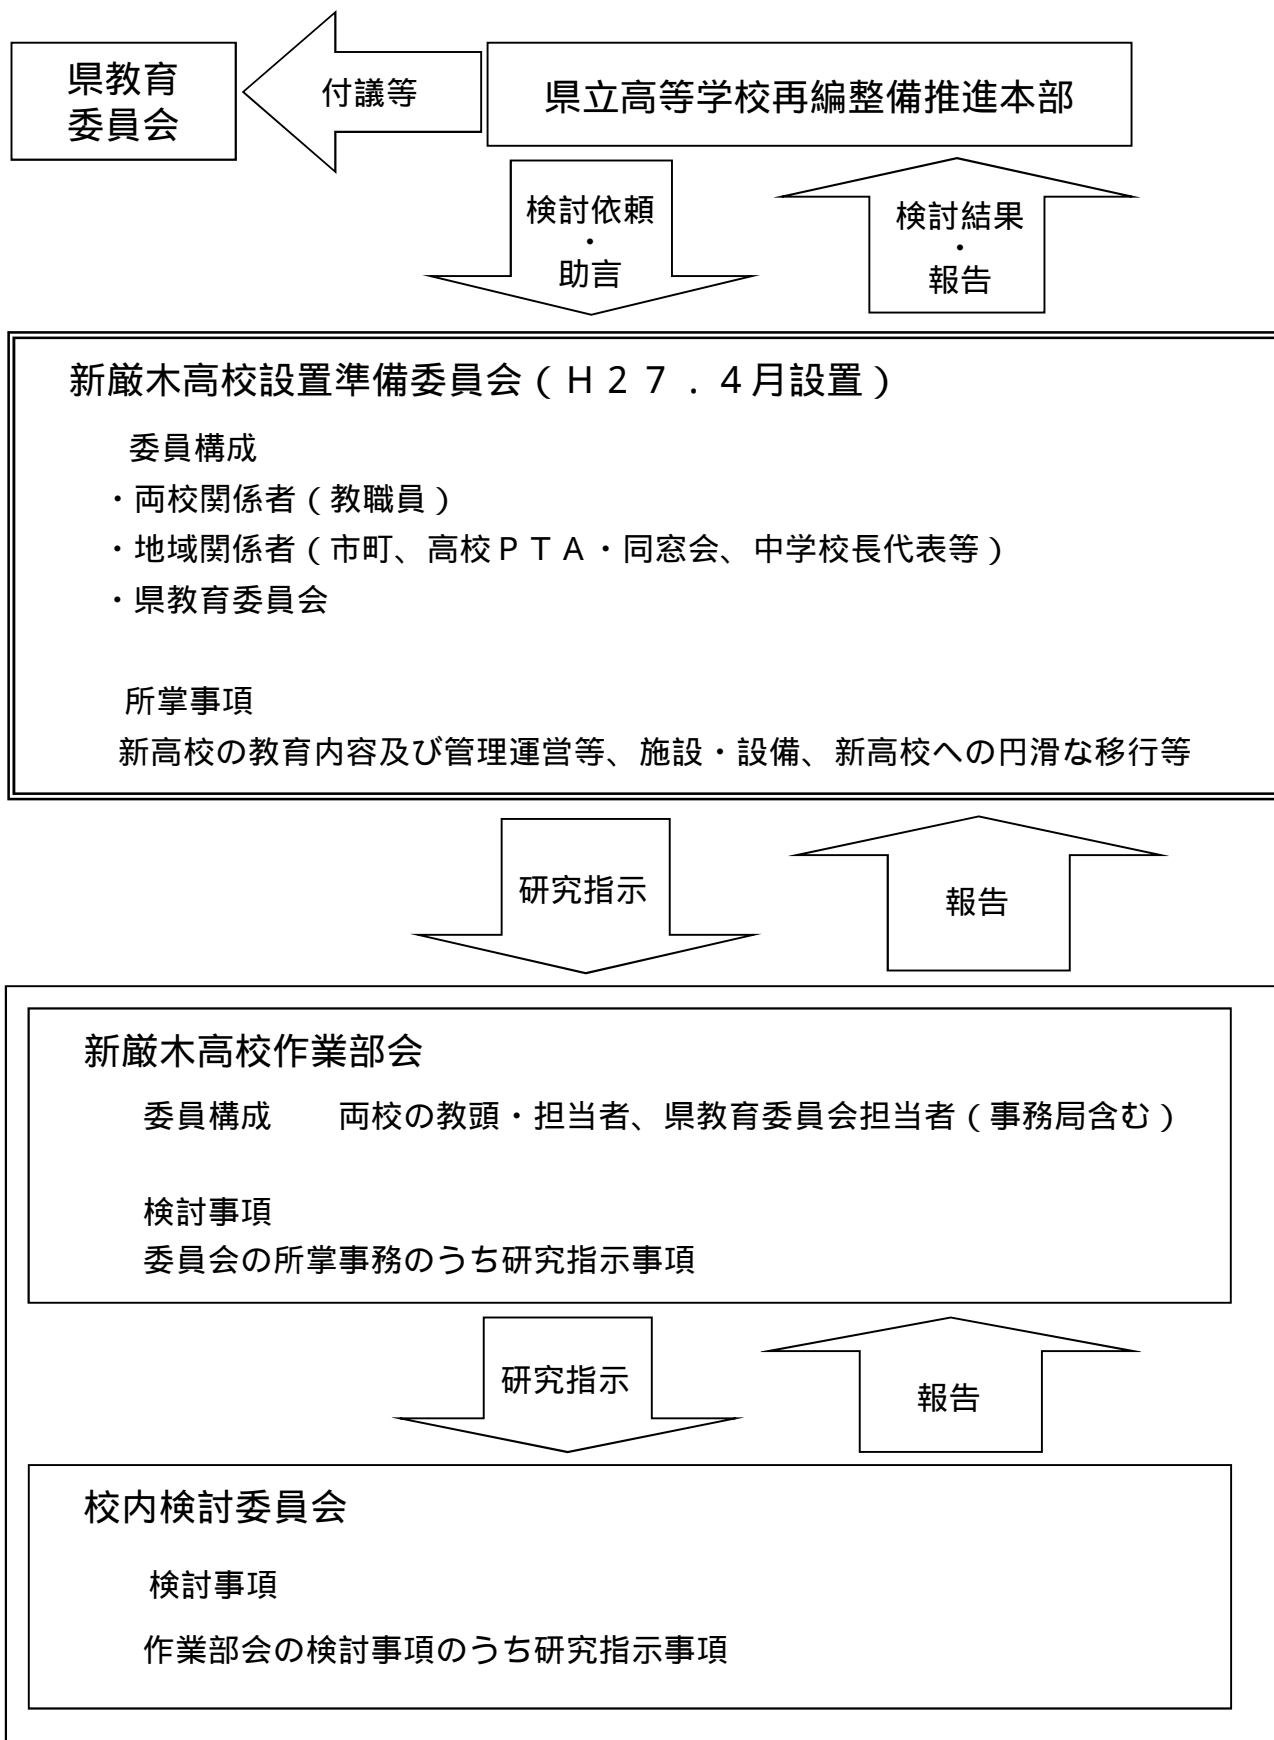 県教育
委員会
付議等
県立高等学校再編整備推進本部
検討依頼
・
助言
検討結果
・
報告
新厳木高校設置準備委員会（Ｈ２７．４月設置）
委員構成
・両校関係者（教職員）
・地域関係者（市町、高校ＰＴＡ・同窓会、中学校長代表等）
・県教育委員会
所掌事項
新高校の教育内容及び管理運営等、施設・設備、新高校への円滑な移行等
研究指示
報告
新厳木高校作業部会
委員構成　　両校の教頭・担当者、県教育委員会担当者（事務局含む）
検討事項
委員会の所掌事務のうち研究指示事項
研究指示
報告
校内検討委員会
検討事項
作業部会の検討事項のうち研究指示事項